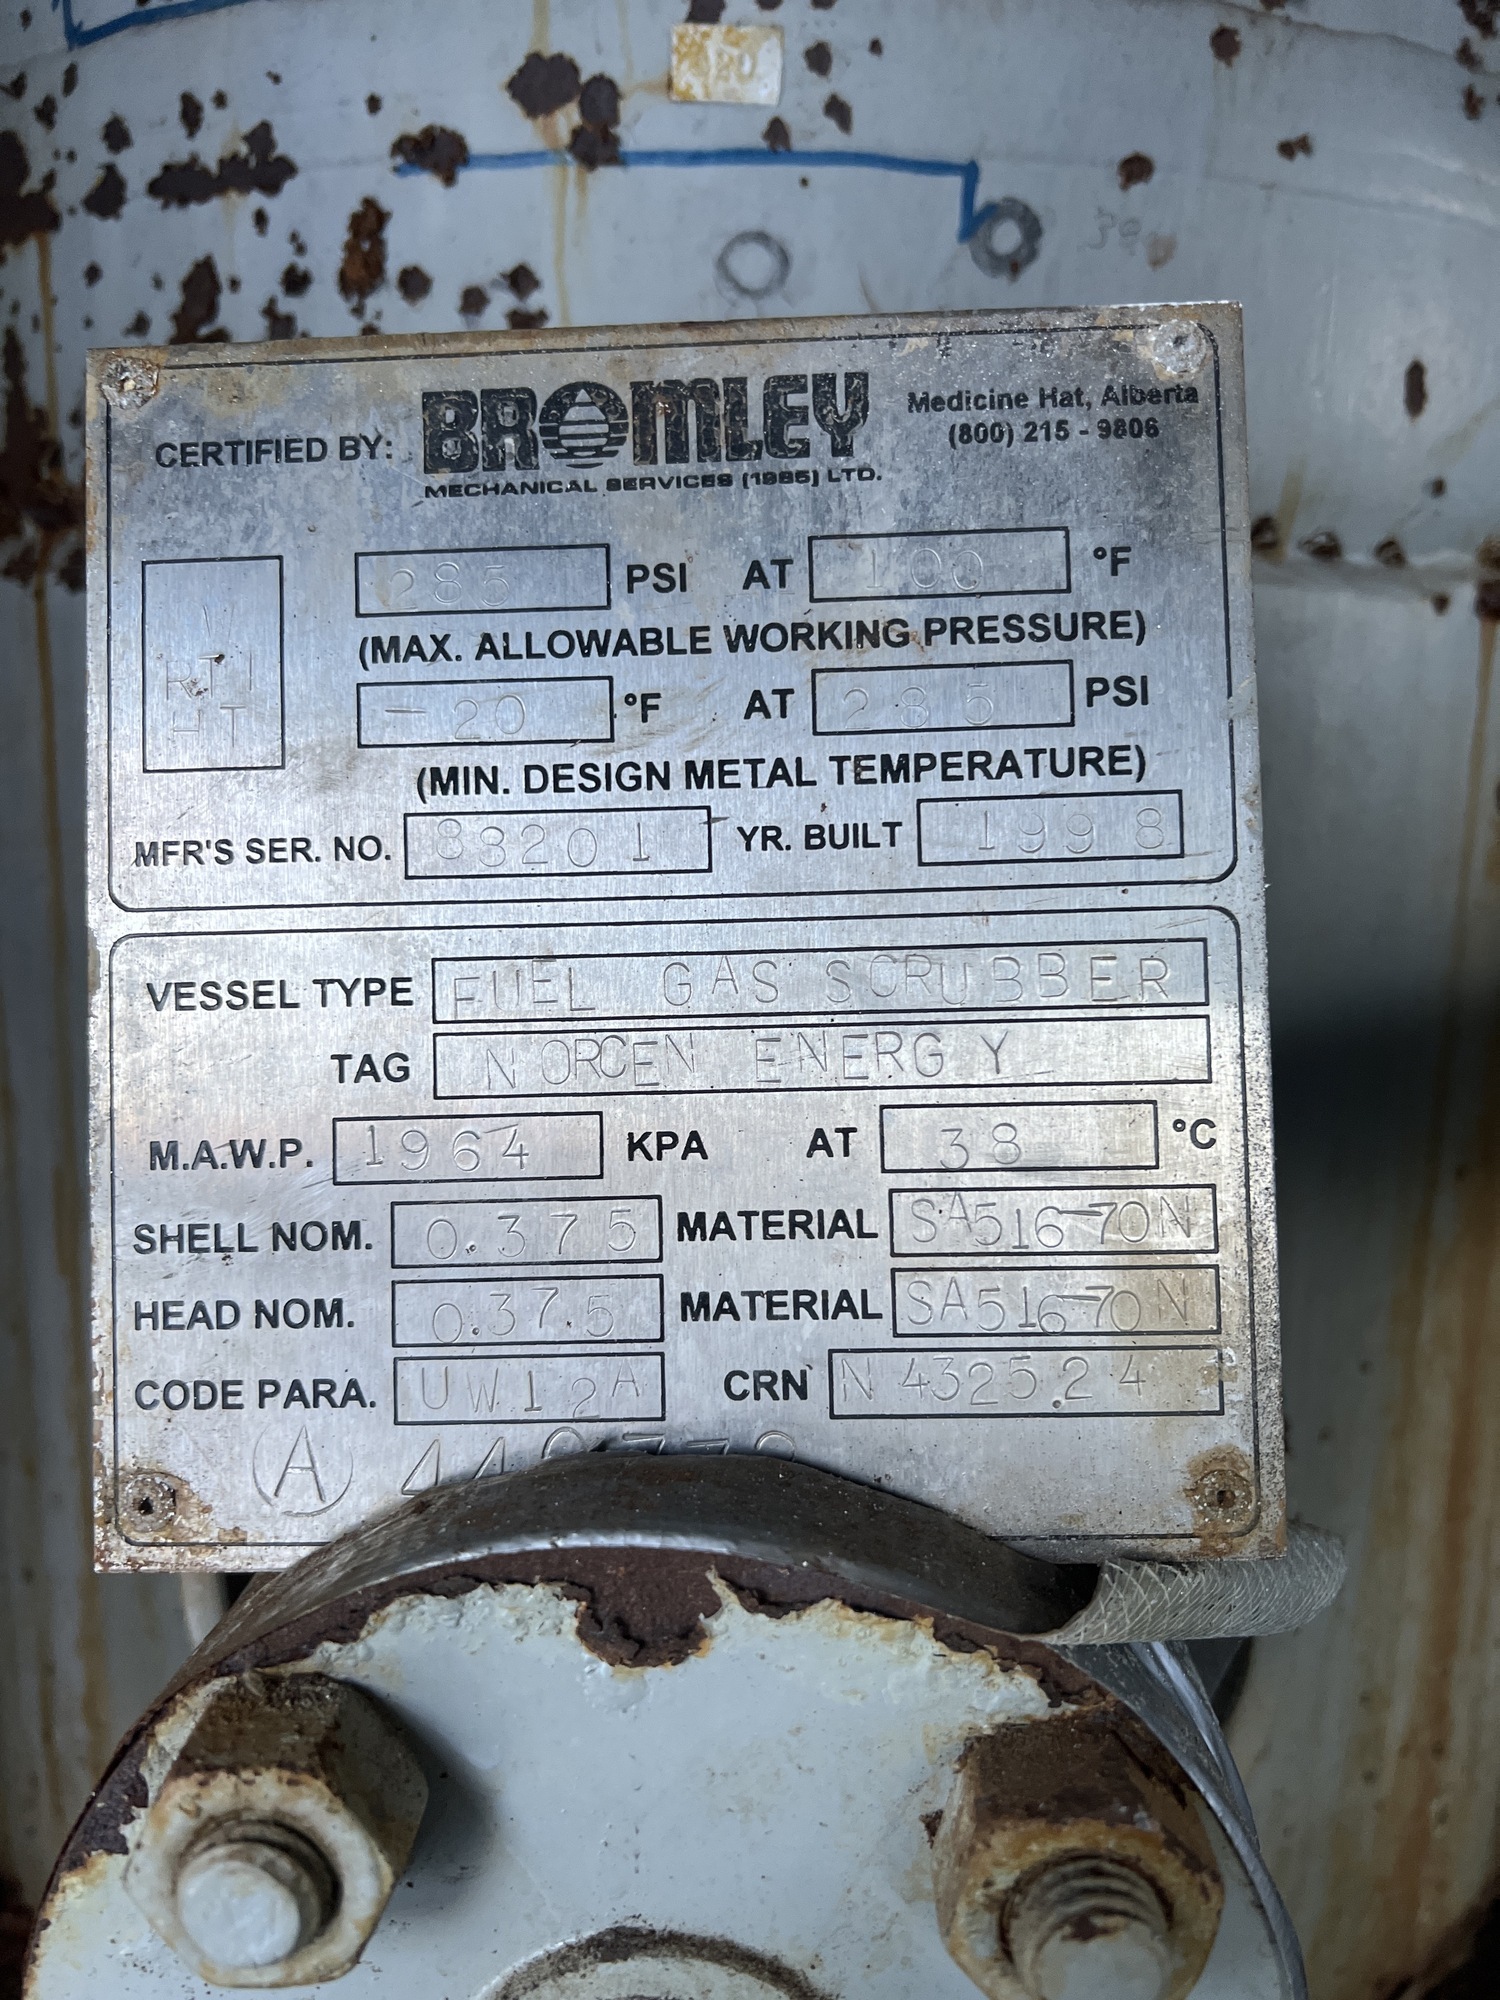 CERTIFIED BY: BROMLEY Medicine Hat, Alberta
(800) 215 - 9806
MECHANICAL SERVICES (1985) LTD.
285 PSI AT 100 °F
(MAX. ALLOWABLE WORKING PRESSURE)
RT1
HT
-20 °F AT 285 PSI
(MIN. DESIGN METAL TEMPERATURE)
MFR'S SER. NO. 83201 YR. BUILT 1998
VESSEL TYPE FUEL GAS SCRUBBER
TAG NORCEN ENERGY
M.A.W.P. 1964 KPA AT 38 °C
SHELL NOM. 0.375 MATERIAL SA516-70N
HEAD NOM. 0.375 MATERIAL SA516-70N
CODE PARA. UW12A CRN N4325.24
A